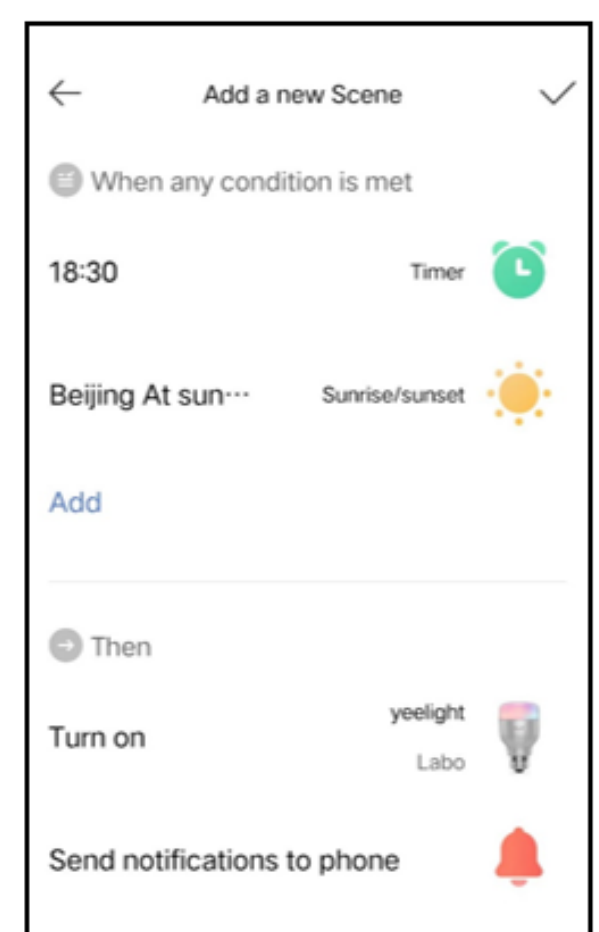 Add a new Scene
When any condition is met
18:30 Timer
Beijing At sun··· Sunrise/sunset
Add
Then
Turn on yeelight
Labo
Send notifications to phone